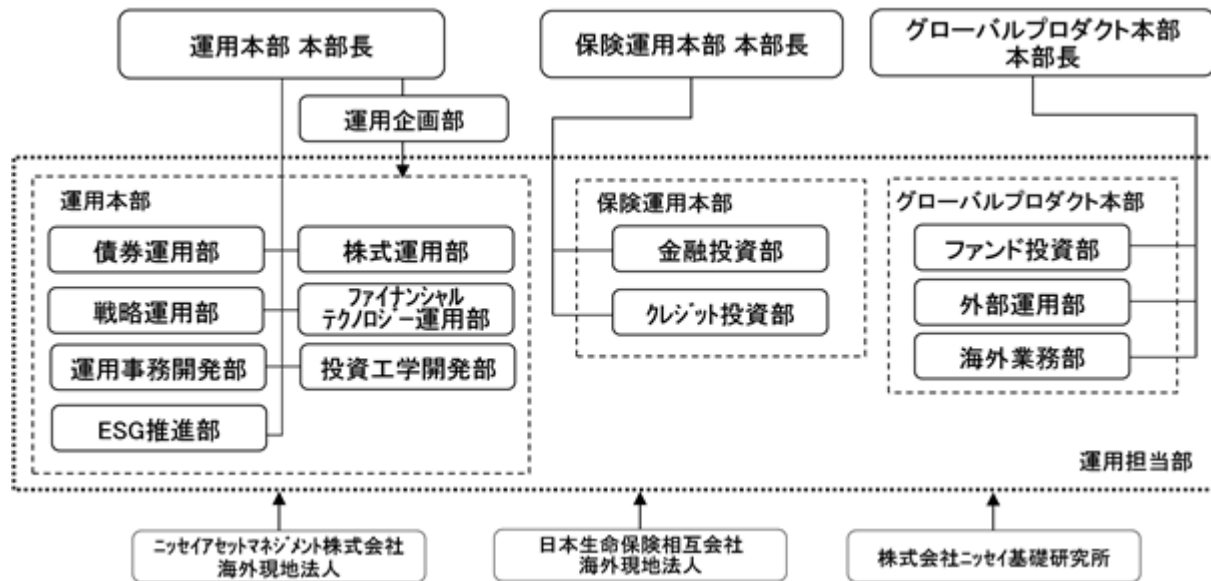 運用本部 本部長
保険運用本部 本部長
グローバルプロダクト本部
本部長
運用企画部
運用本部
債券運用部
株式運用部
戦略運用部
ファイナンシャル
テクノロジー運用部
運用事務開発部
投資工学開発部
ESG推進部
保険運用本部
金融投資部
クレジット投資部
グローバルプロダクト本部
ファンド投資部
外部運用部
海外業務部
運用担当部
ニッセイアセットマネジメント株式会社
海外現地法人
日本生命保険相互会社
海外現地法人
株式会社ニッセイ基礎研究所